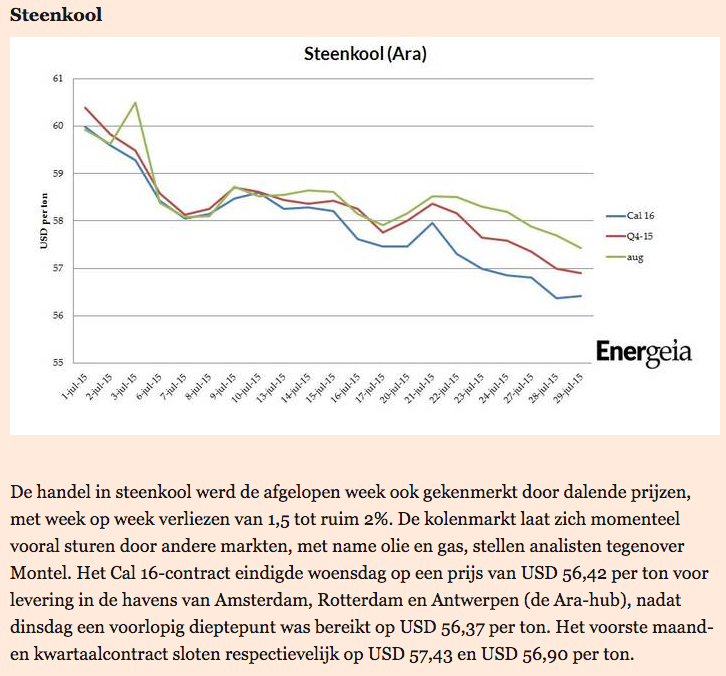 Steenkool
Steenkool (Ara)
61
60
59
58
57
56
55
USD per ton
1-jul-15
2-jul-15
3-jul-15
6-jul-15
7-jul-15
8-jul-15
9-jul-15
10-jul-15
13-jul-15
14-jul-15
15-jul-15
16-jul-15
17-jul-15
20-jul-15
21-jul-15
22-jul-15
23-jul-15
24-jul-15
27-jul-15
28-jul-15
29-jul-15
Cal 16
Q4-15
aug
Energeia
De handel in steenkool werd de afgelopen week ook gekenmerkt door dalende prijzen,
met week op week verliezen van 1,5 tot ruim 2%. De kolenmarkt laat zich momenteel
vooral sturen door andere markten, met name olie en gas, stellen analisten tegenover
Montel. Het Cal 16-contract eindigde woensdag op een prijs van USD 56,42 per ton voor
levering in de havens van Amsterdam, Rotterdam en Antwerpen (de Ara-hub), nadat
dinsdag een voorlopig dieptepunt was bereikt op USD 56,37 per ton. Het voorste maand-
en kwartaalcontract sloten respectievelijk op USD 57,43 en USD 56,90 per ton.